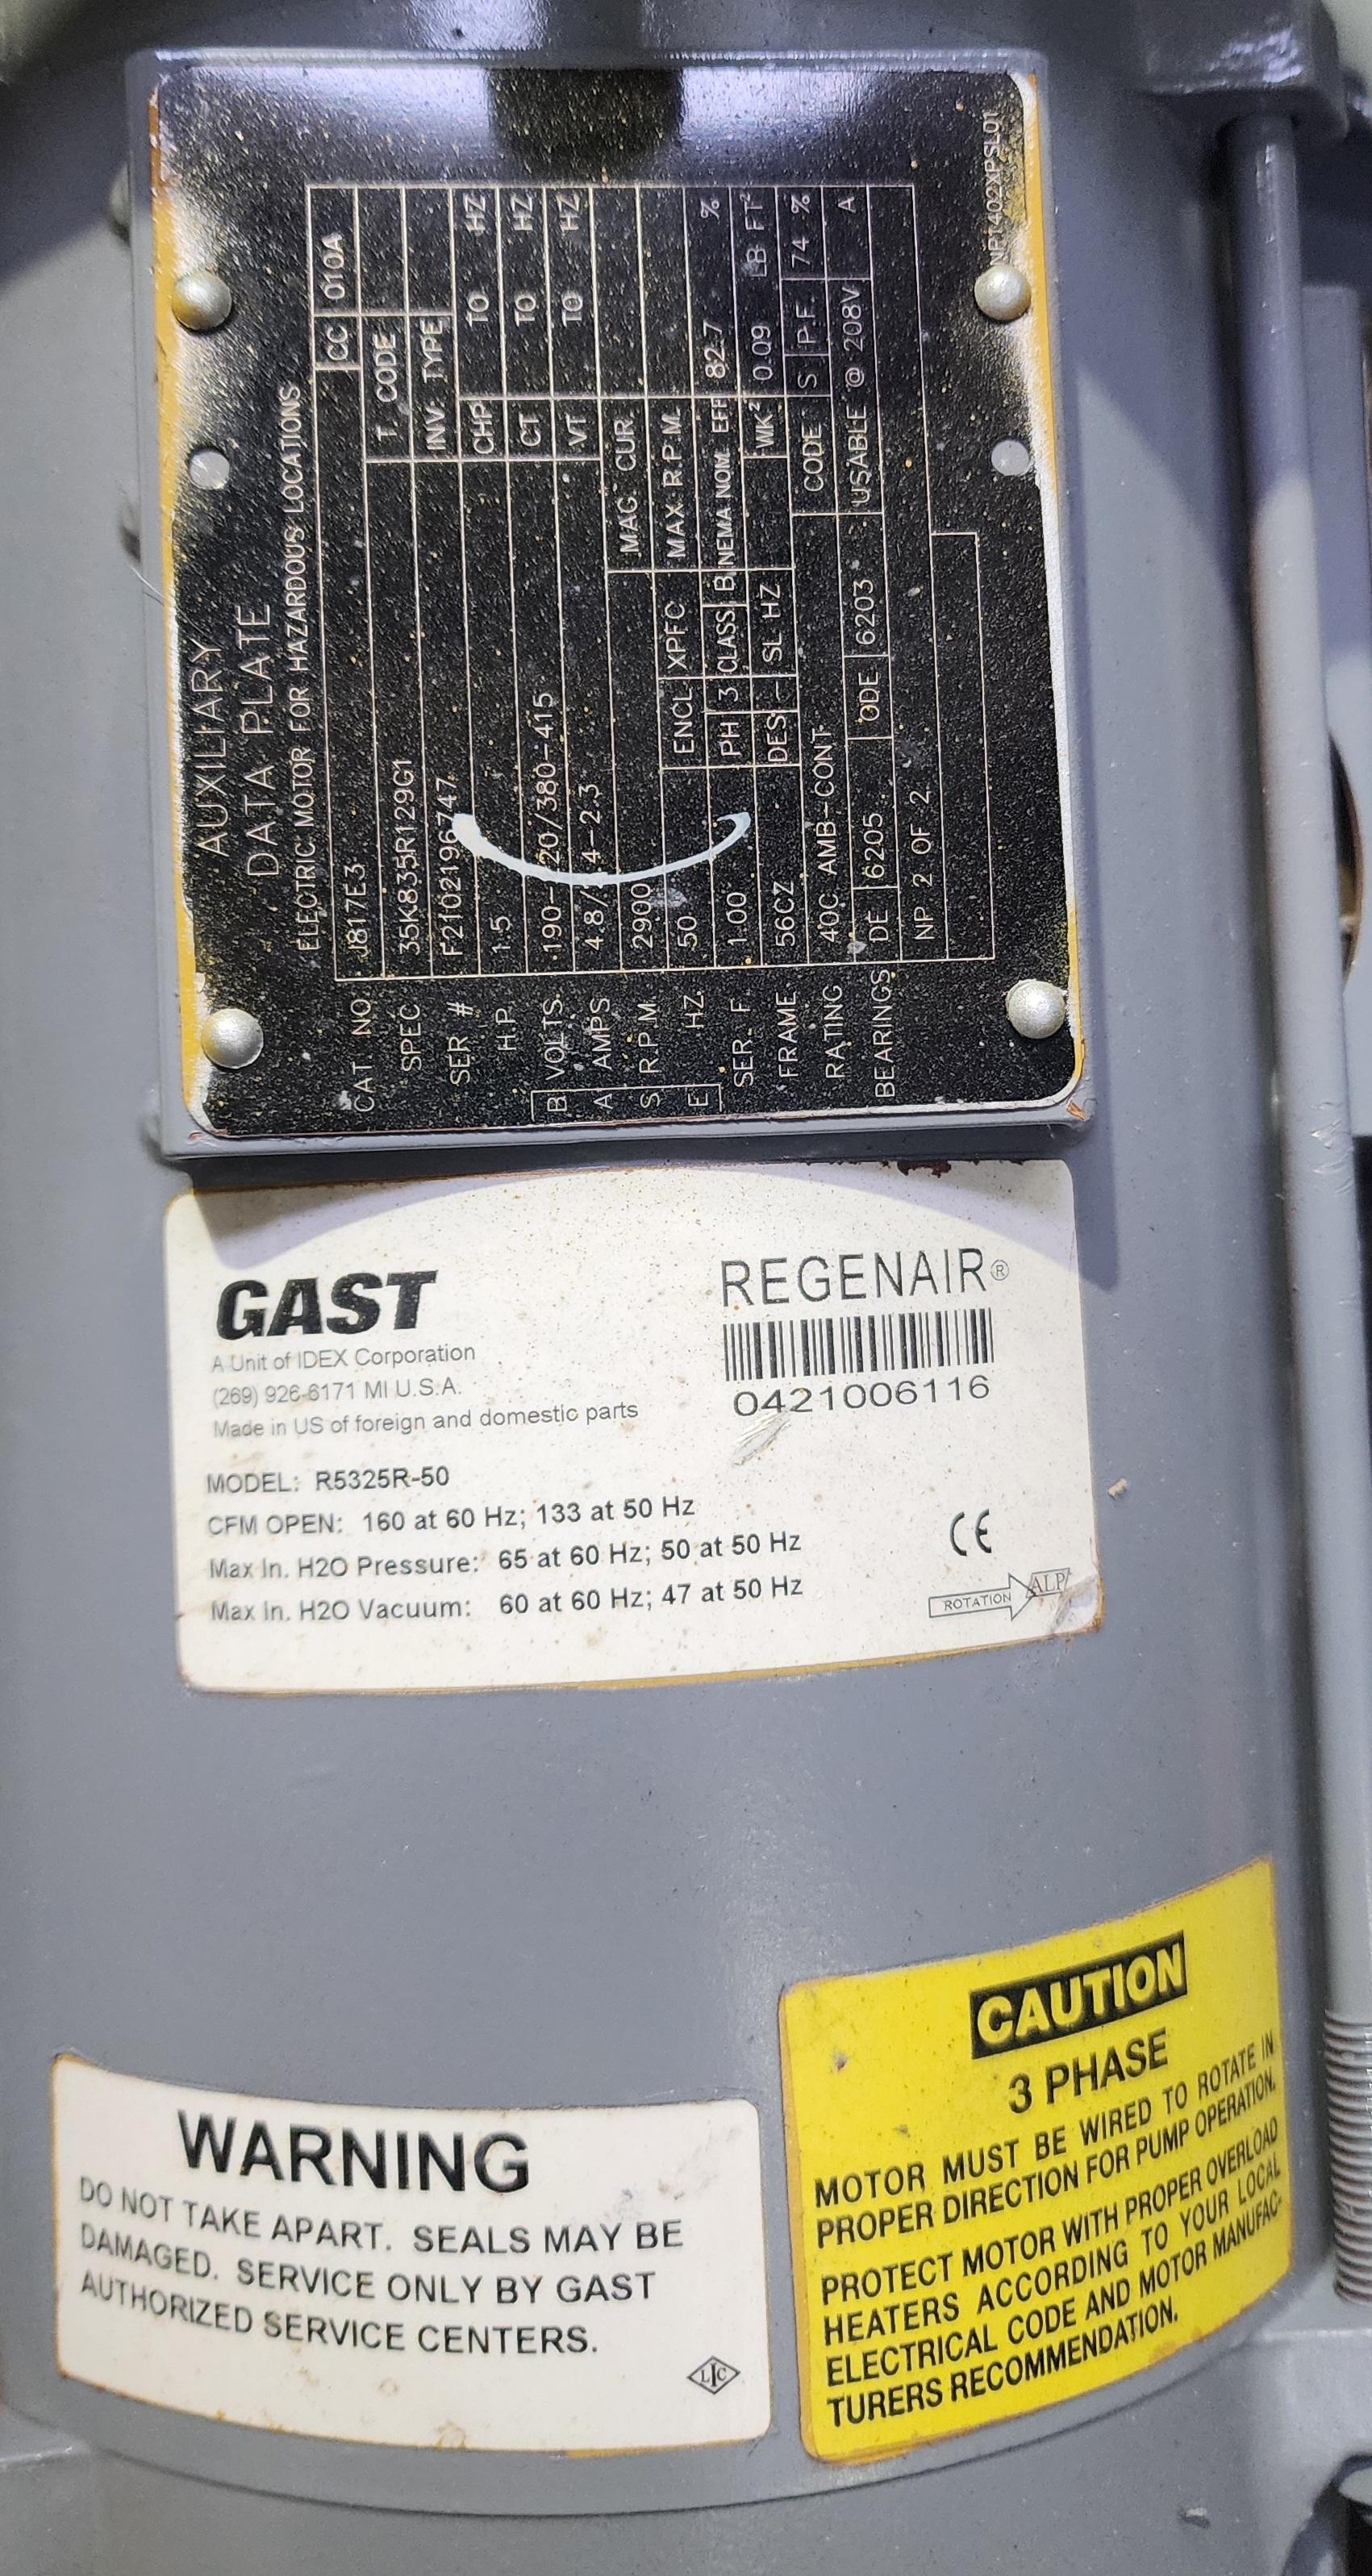 AUXILIARY
DATA PLATE
ELECTRIC MOTOR FOR HAZARDOUS LOCATIONS
CAT. NO. J817E3 CC 010A
SPEC. 35K835R129G1 T. CODE
SER # F2102196747 INV. TYPE
H.P. 1.5 CHP TO HZ
B VOLTS 190- 20/380-415 CT TO HZ
A AMPS 4.8/ 4-2.3 VT TO HZ
S R.P.M. 2900 MAG. CUR.
E HZ 50 ENCL XPFC MAX. R.P.M.
SER. F. 1.00 PH 3 CLASS B NEMA NOM. EFF 82.7 %
FRAME 56CZ DES - SL HZ WK² 0.09 LB FT²
RATING 40C AMB-CONT CODE S P.F. 74 %
BEARINGS DE 6205 ODE 6203 USABLE @ 208V A
NP 2 OF 2
NP1402XPSL01
GAST
A Unit of IDEX Corporation
(269) 926-6171 MI U.S.A.
Made in US of foreign and domestic parts
REGENAIR®
0421006116
MODEL: R5325R-50
CFM OPEN: 160 at 60 Hz; 133 at 50 Hz
Max In. H2O Pressure: 65 at 60 Hz; 50 at 50 Hz
Max In. H2O Vacuum: 60 at 60 Hz; 47 at 50 Hz
CE
ROTATION ALP
CAUTION
3 PHASE
MOTOR MUST BE WIRED TO ROTATE IN
PROPER DIRECTION FOR PUMP OPERATION.
PROTECT MOTOR WITH PROPER OVERLOAD
HEATERS ACCORDING TO YOUR LOCAL
ELECTRICAL CODE AND MOTOR MANUFAC-
TURERS RECOMMENDATION.
WARNING
DO NOT TAKE APART. SEALS MAY BE
DAMAGED. SERVICE ONLY BY GAST
AUTHORIZED SERVICE CENTERS.
LIC